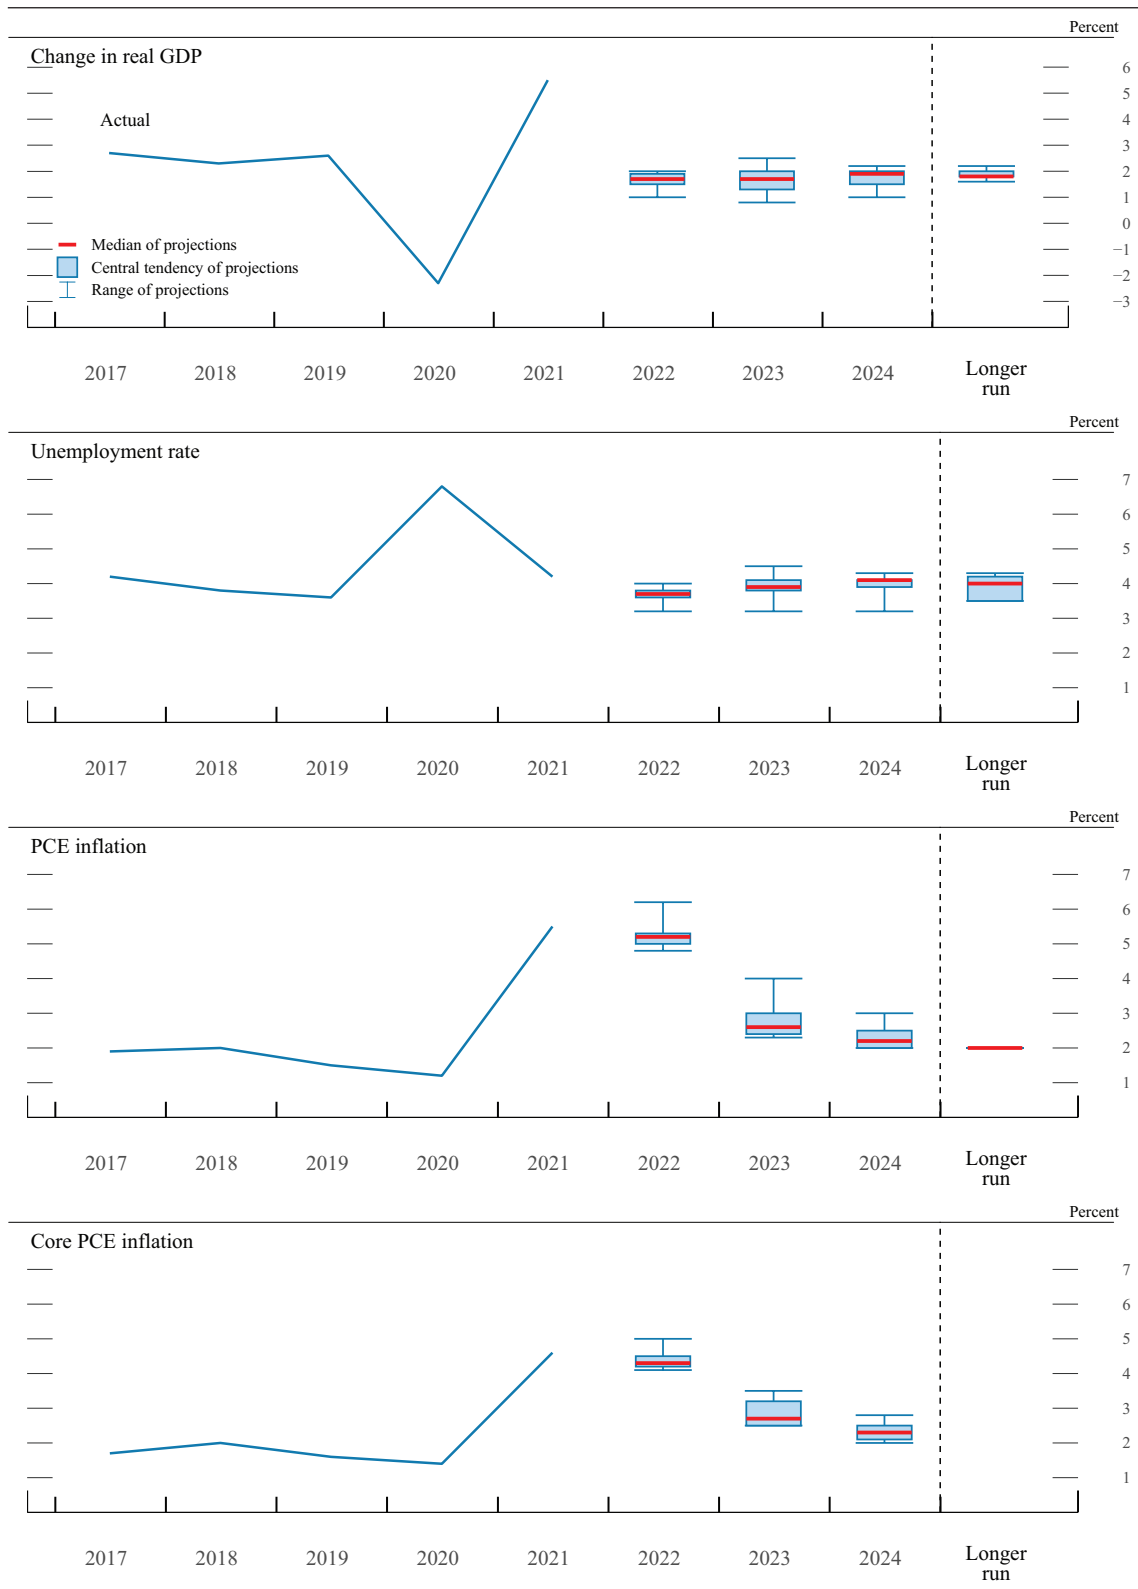 Percent
Change in real GDP
6
5
Actual
4
3
2
1
0
Median of projections
−1
Central tendency of projections
−2
Range of projections
−3
2017 2018 2019 2020 2021 2022 2023 2024 Longer run
Percent
Unemployment rate
7
6
5
4
3
2
1
2017 2018 2019 2020 2021 2022 2023 2024 Longer run
Percent
PCE inflation
7
6
5
4
3
2
1
2017 2018 2019 2020 2021 2022 2023 2024 Longer run
Percent
Core PCE inflation
7
6
5
4
3
2
1
2017 2018 2019 2020 2021 2022 2023 2024 Longer run